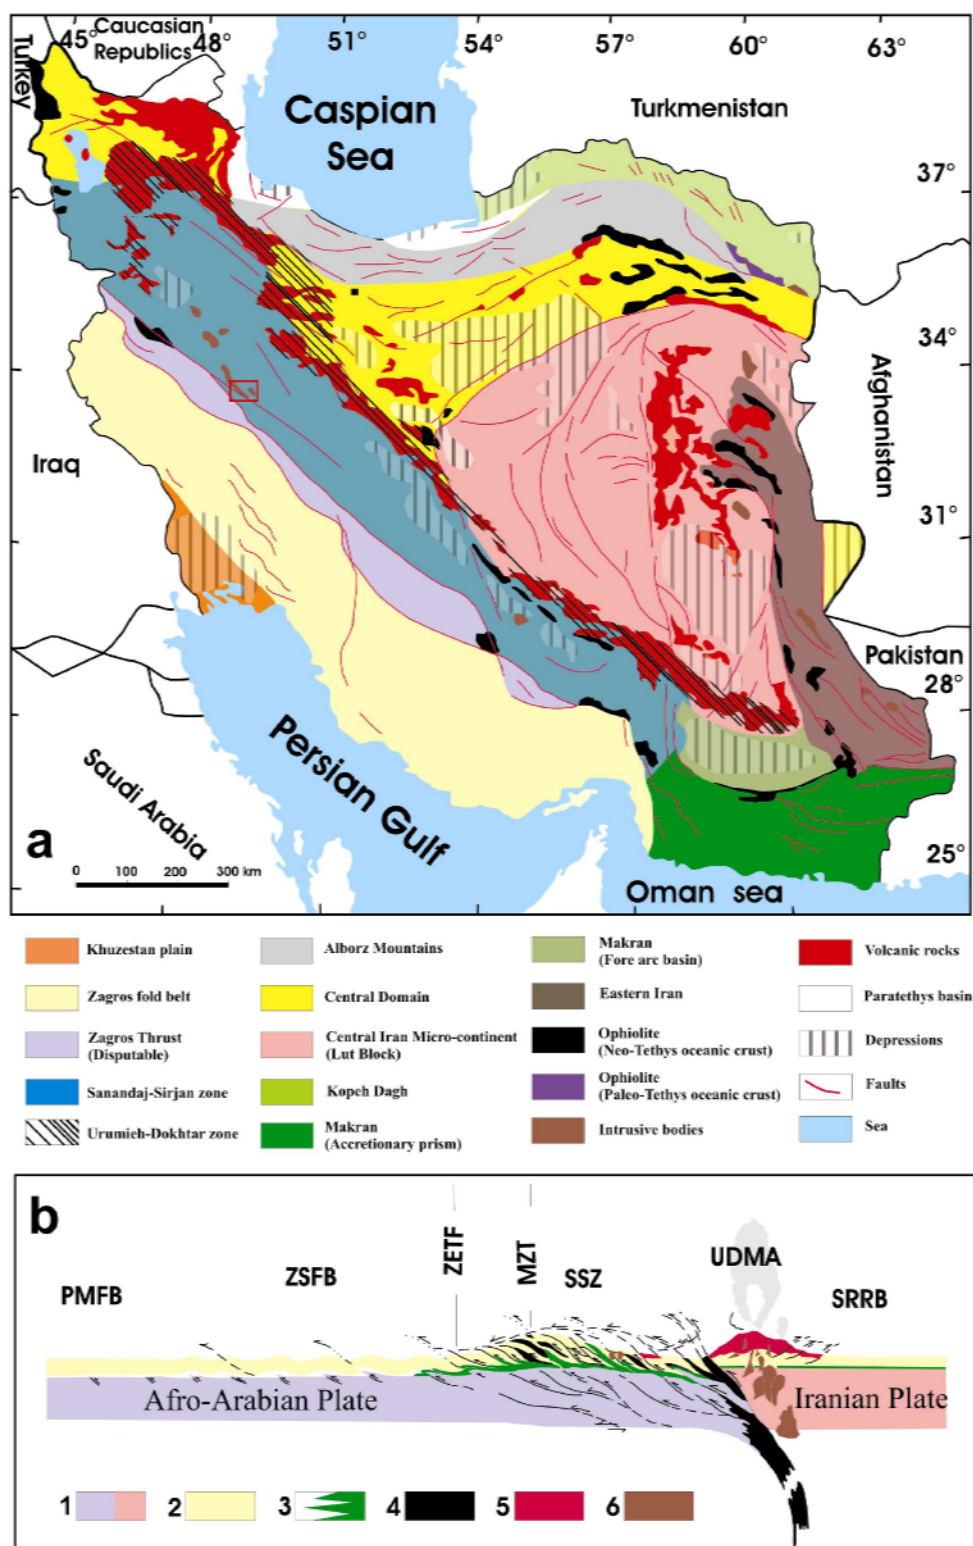 45°
Caucasian
Republics
48°
51°
54°
57°
60°
63°
Turkey
Caspian
Sea
Turkmenistan
37°
34°
Afghanistan
Iraq
31°
Pakistan
28°
Persian Gulf
Saudi Arabia
a
0 100 200 300 km
25°
Oman sea
Khuzestan plain
Zagros fold belt
Zagros Thrust
(Disputable)
Sanandaj-Sirjan zone
Urumieh-Dokhtar zone
Alborz Mountains
Central Domain
Central Iran Micro-continent
(Lut Block)
Kopeh Dagh
Makran
(Accretionary prism)
Makran
(Fore arc basin)
Eastern Iran
Ophiolite
(Neo-Tethys oceanic crust)
Ophiolite
(Paleo-Tethys oceanic crust)
Intrusive bodies
Volcanic rocks
Paratethys basin
Depressions
Faults
Sea
b
PMFB
ZSFB
ZETF
MZT
SSZ
UDMA
SRRB
Afro-Arabian Plate
Iranian Plate
1 2 3 4 5 6